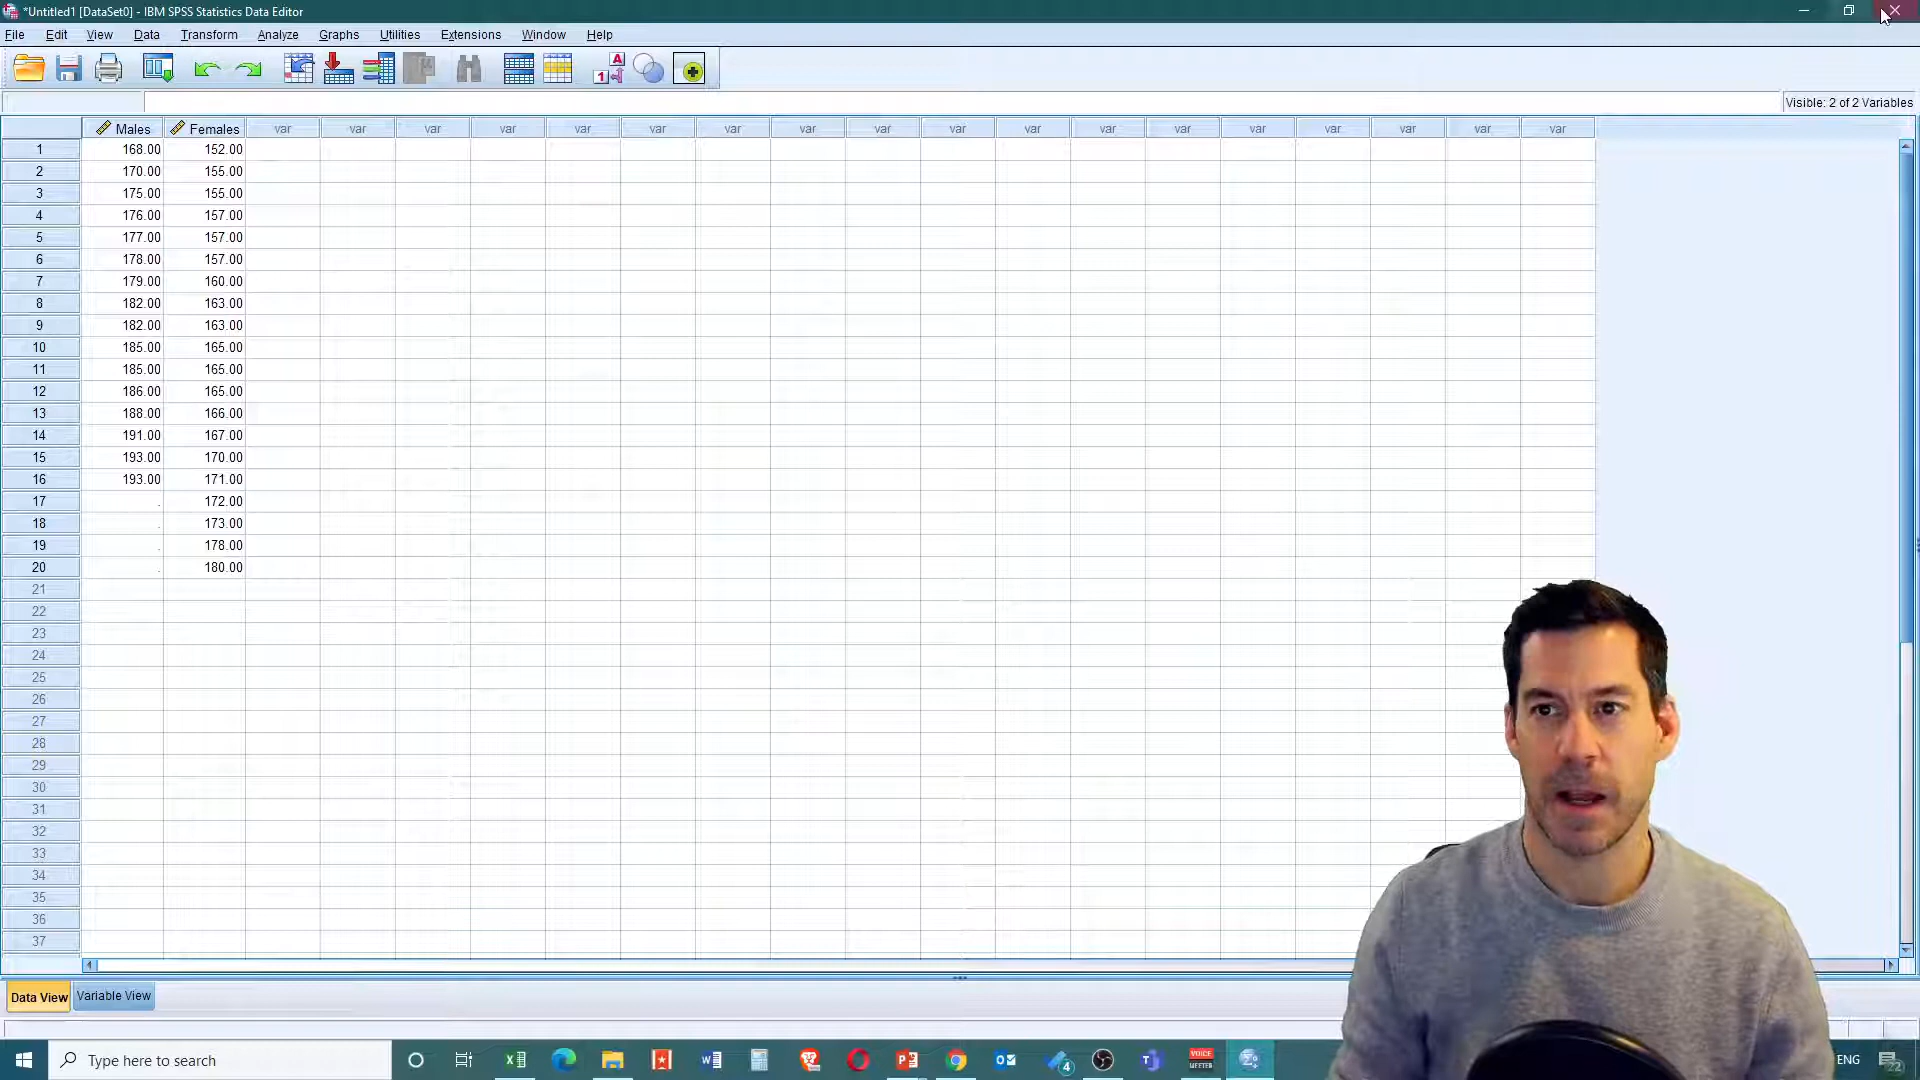 *Untitled1 [DataSet0] - IBM SPSS Statistics Data Editor
File Edit View Data Transform Analyze Graphs Utilities Extensions Window Help
Visible: 2 of 2 Variables
Males Females var var var var var var var var var var var var var var var var var var
1 168.00 152.00
2 170.00 155.00
3 175.00 155.00
4 176.00 157.00
5 177.00 157.00
6 178.00 157.00
7 179.00 160.00
8 182.00 163.00
9 182.00 163.00
10 185.00 165.00
11 185.00 165.00
12 186.00 165.00
13 188.00 166.00
14 191.00 167.00
15 193.00 170.00
16 193.00 171.00
17 . 172.00
18 . 173.00
19 . 178.00
20 . 180.00
21
22
23
24
25
26
27
28
29
30
31
32
33
34
35
36
37
Data View Variable View
Type here to search
4
VOICE
MEETER
ENG
22